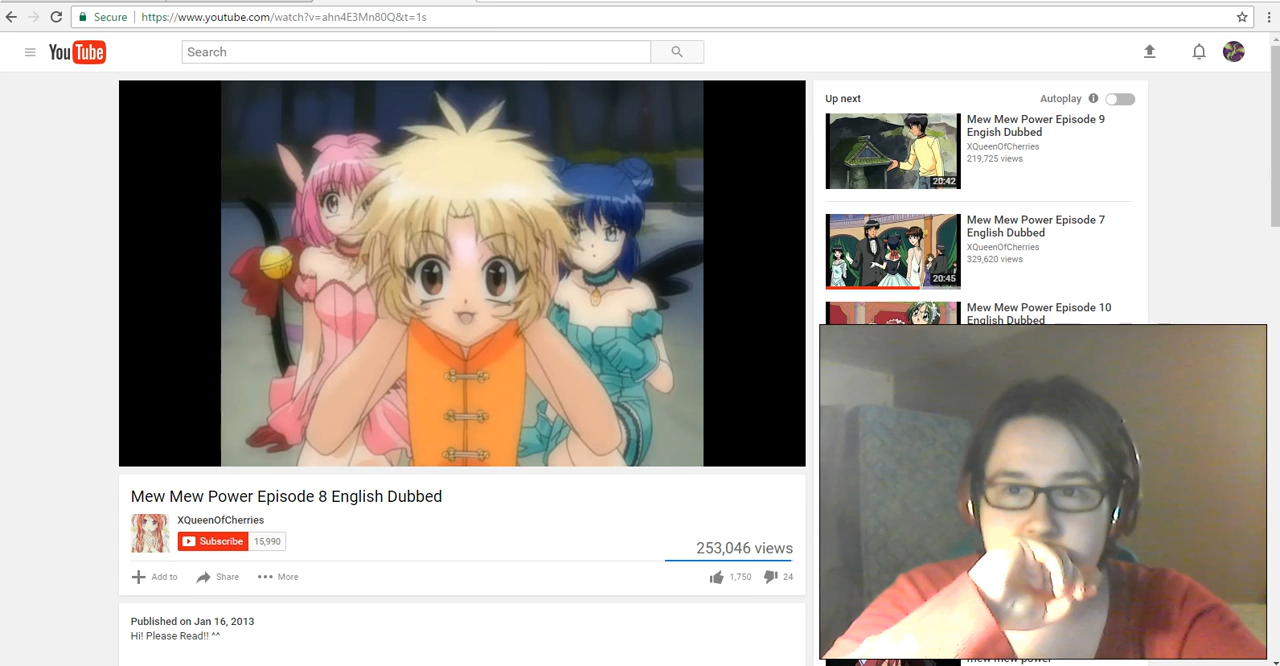 Secure https://www.youtube.com/watch?v=ahn4E3Mn80Q&t=1s
YouTube
Search
Up next
Autoplay
Mew Mew Power Episode 9
Engish Dubbed
XQueenOfCherries
219,725 views
20:42
Mew Mew Power Episode 7
English Dubbed
XQueenOfCherries
329,620 views
20:45
Mew Mew Power Episode 10
English Dubbed
Mew Mew Power Episode 8 English Dubbed
XQueenOfCherries
Subscribe 15,990
253,046 views
Add to Share More
1,750 24
Published on Jan 16, 2013
Hi! Please Read!! ^^
mew mew power